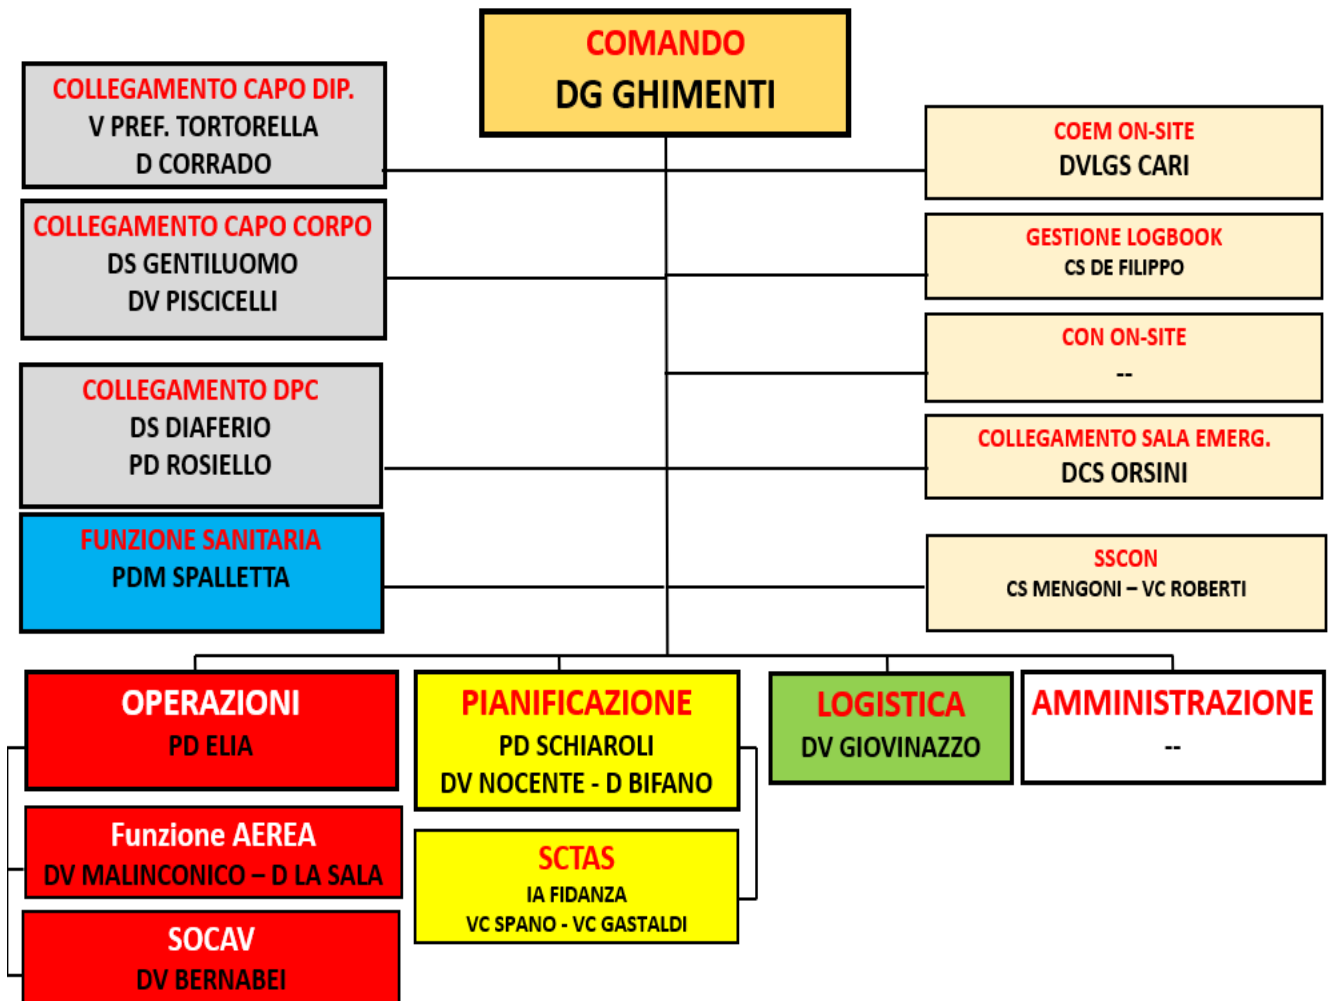 COMANDO
DG GHIMENTI
COLLEGAMENTO CAPO DIP.
V PREF. TORTORELLA
D CORRADO
COLLEGAMENTO CAPO CORPO
DS GENTILUOMO
DV PISCICELLI
COLLEGAMENTO DPC
DS DIAFERIO
PD ROSIELLO
FUNZIONE SANITARIA
PDM SPALLETTA
COEM ON-SITE
DVLGS CARI
GESTIONE LOGBOOK
CS DE FILIPPO
CON ON-SITE
--
COLLEGAMENTO SALA EMERG.
DCS ORSINI
SSCON
CS MENGONI – VC ROBERTI
OPERAZIONI
PD ELIA
Funzione AEREA
DV MALINCONICO – D LA SALA
SOCAV
DV BERNABEI
PIANIFICAZIONE
PD SCHIAROLI
DV NOCENTE - D BIFANO
SCTAS
IA FIDANZA
VC SPANO - VC GASTALDI
LOGISTICA
DV GIOVINAZZO
AMMINISTRAZIONE
--